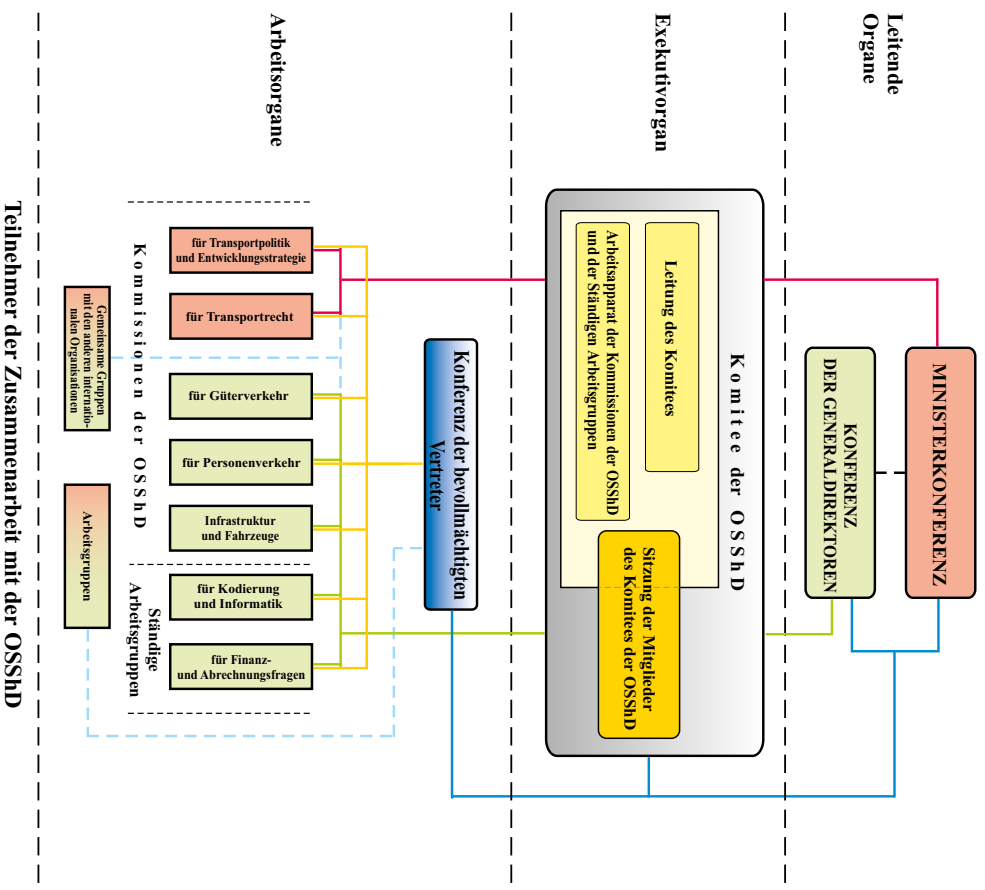 Leitende
Organe
MINISTERKONFERENZ
KONFERENZ
DER GENERALDIREKTOREN
Exekutivorgan
Komitee der OSShD
Leitung des Komitees
Arbeitsapparat der Kommissionen der OSShD
und der Ständigen Arbeitsgruppen
Sitzung der Mitglieder
des Komitees der OSShD
Arbeitsorgane
Konferenz der bevollmächtigten
Vertreter
für Transportpolitik
und Entwicklungsstrategie
für Transportrecht
für Güterverkehr
für Personenverkehr
Infrastruktur
und Fahrzeuge
für Kodierung
und Informatik
für Finanz-
und Abrechnungsfragen
Kommissionen der OSShD
Ständige
Arbeitsgruppen
Gemeinsame Gruppen
mit den anderen internatio-
nalen Organisationen
Arbeitsgruppen
Teilnehmer der Zusammenarbeit mit der OSShD